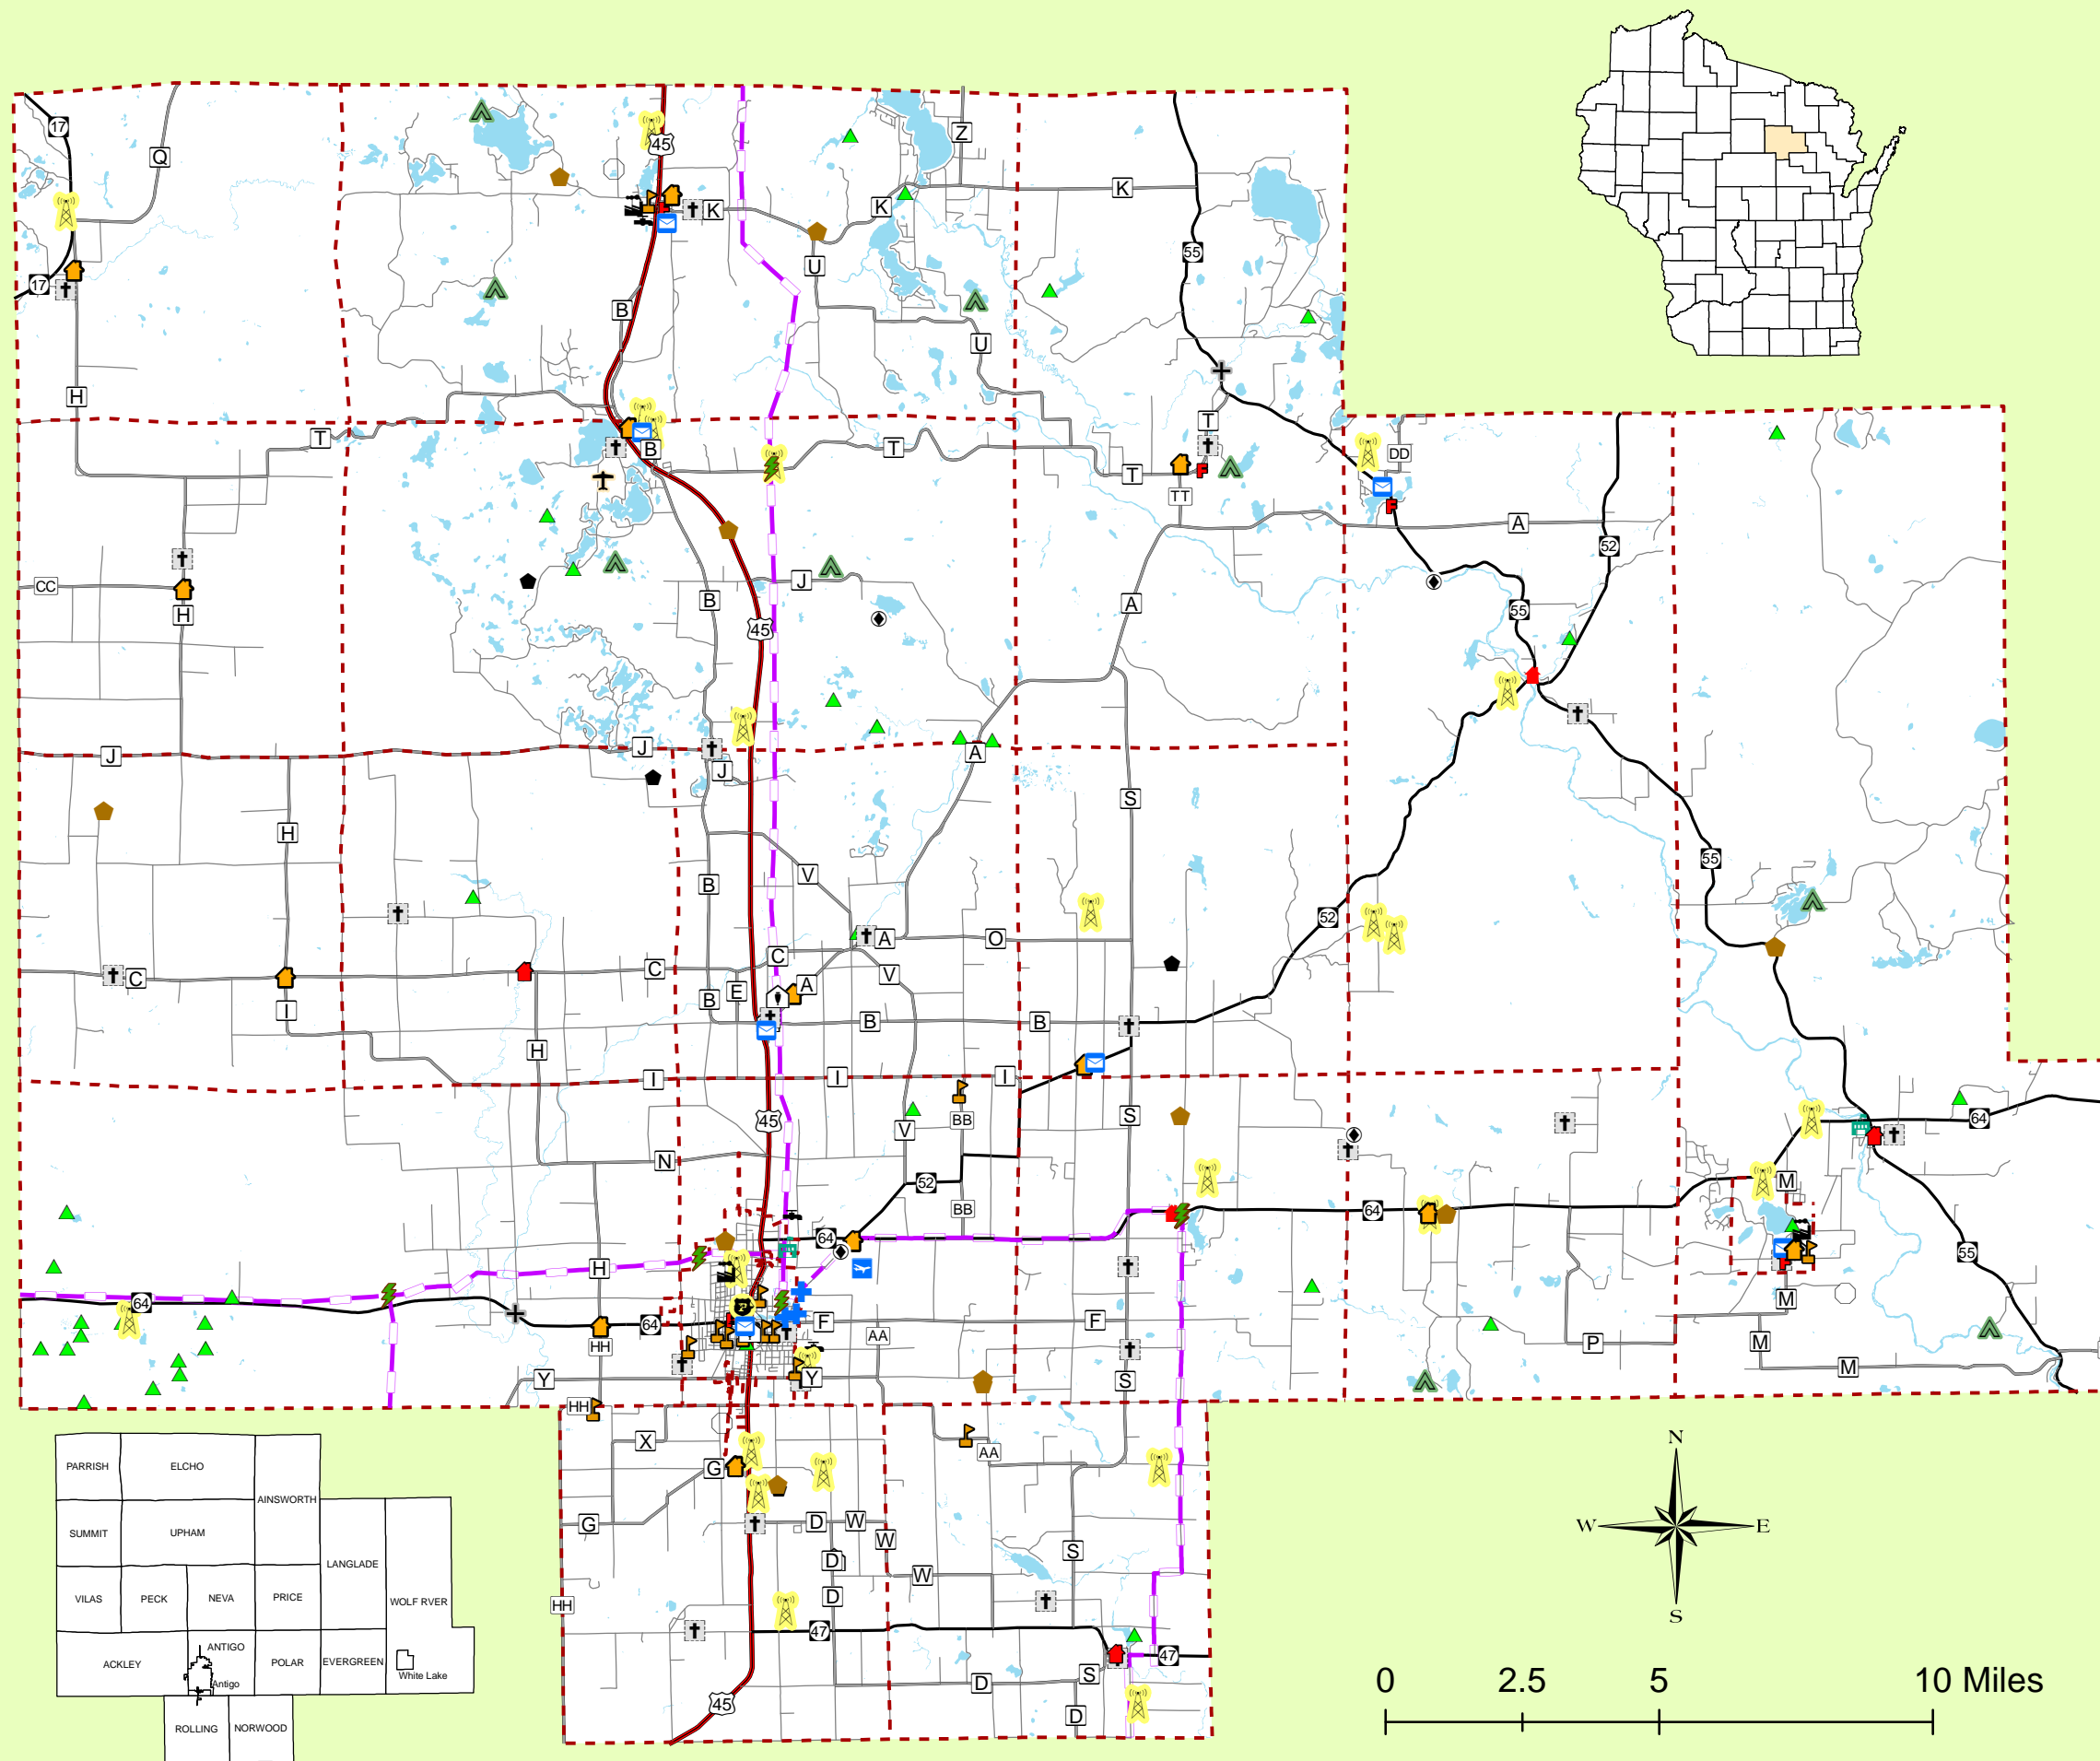 17
Q
45
Z
K
K
K
17
U
55
B
U
H
T
T
B
T
T
DD
TT
A
52
CC
J
H
B
A
55
45
J
J
J
A
S
H
V
55
B
52
C
C
C
A
O
V
B
E
A
I
B
B
H
I
I
I
45
S
BB
V
64
N
52
M
BB
64
64
55
H
64
64
F
F
M
HH
AA
M
P
M
Y
Y
S
HH
X
AA
G
G
D
W
W
S
D
W
HH
D
47
47
S
D
45
D
PARRISH
ELCHO
AINSWORTH
SUMMIT
UPHAM
LANGLADE
VILAS
PECK
NEVA
PRICE
WOLF RVER
ACKLEY
ANTIGO
POLAR
EVERGREEN
White Lake
Antigo
ROLLING
NORWOOD
N
W
E
S
0
2.5
5
10 Miles